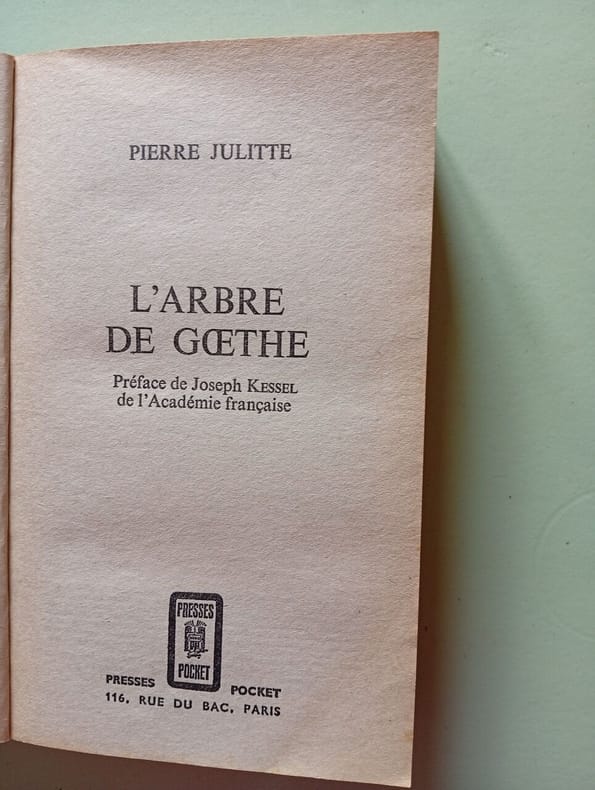 PIERRE JULITTE
L'ARBRE
DE GŒTHE
Préface de Joseph KESSEL
de l'Académie française
PRESSES
POCKET
PRESSES POCKET
116, RUE DU BAC, PARIS